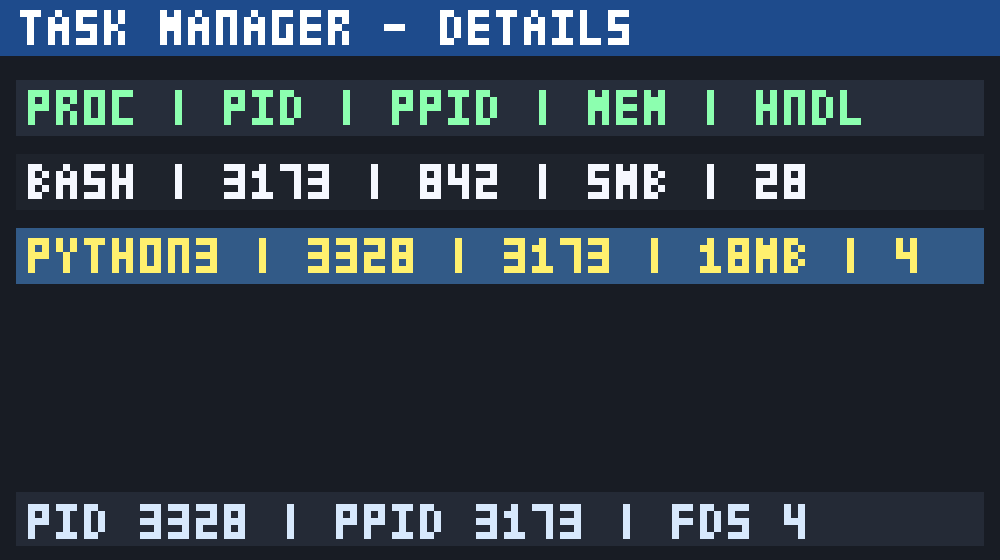 TASK MANAGER - DETAILS
PROC | PID | PPID | MEM | HNDL
BASH | 3173 | 842 | 5MB | 28
PYTHON3 | 3328 | 3173 | 18MB | 4
PID 3328 | PPID 3173 | FDS 4